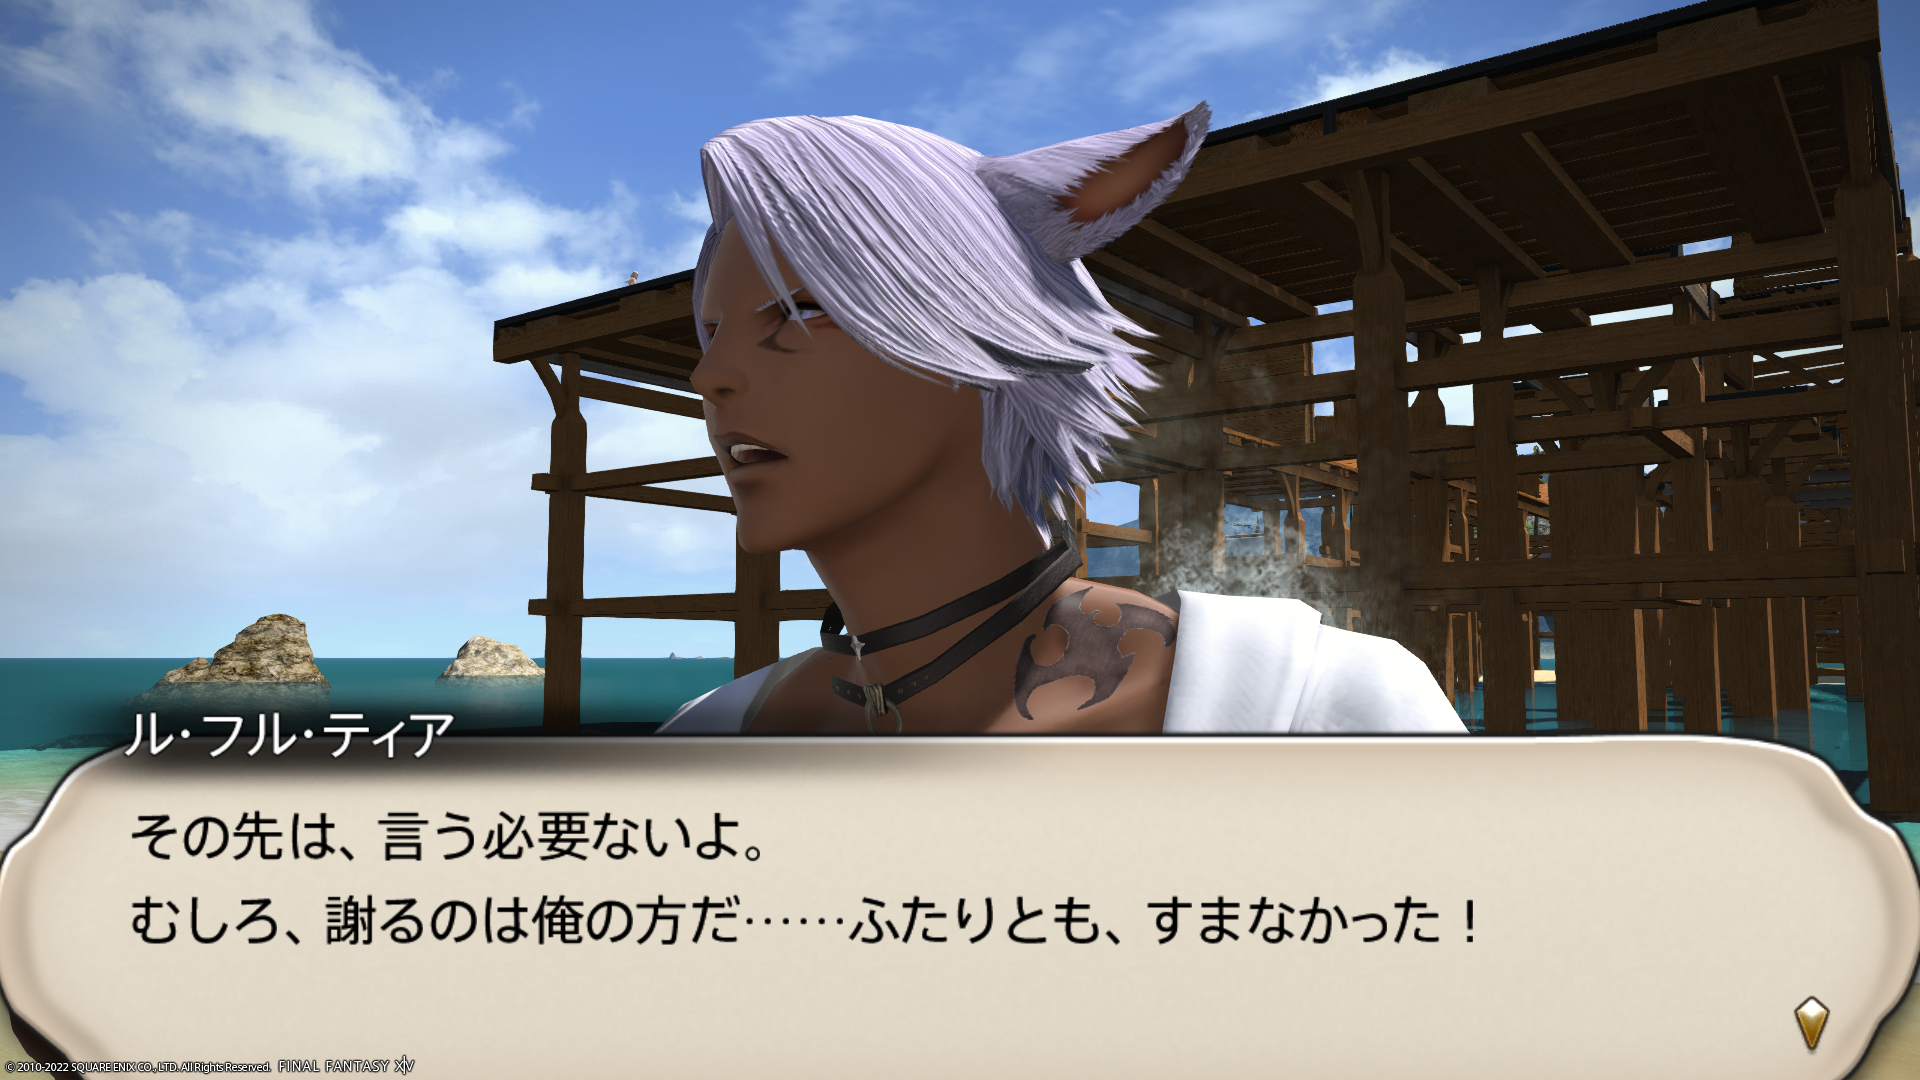 ル・フル・ティア
その先は、言う必要ないよ。
むしろ、謝るのは俺の方だ……ふたりとも、すまなかった！
© 2010-2022 SQUARE ENIX CO., LTD. All Rights Reserved. FINAL FANTASY XIV